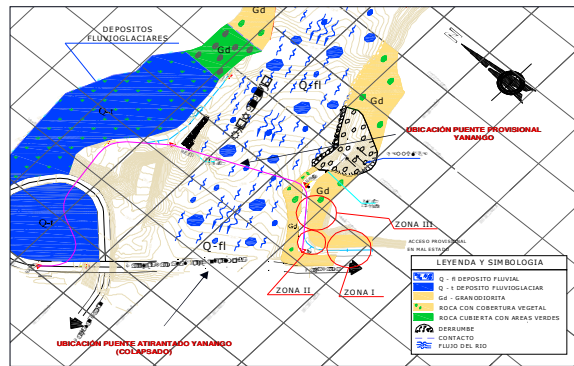 DEPOSITOS
FLUVIOGLACIARES
Gd
Gd
Q-fl
Gd
Q-t
UBICACIÓN PUENTE PROVISIONAL
YANANGO
Gd
ZONA III
Gd
Q-t
Q-fl
ACCESO PROVISIONAL
EN MAL ESTADO
ZONA II
ZONA I
UBICACIÓN PUENTE ATIRANTADO YANANGO
(COLAPSADO)
LEYENDA Y SIMBOLOGIA
Q - fl DEPOSITO FLUVIAL
Q - t DEPOSITO FLUVIOGLACIAR
Gd - GRANODIORITA
ROCA CON COBERTURA VEGETAL
ROCA CUBIERTA CON AREAS VERDES
DERRUMBE
CONTACTO
FLUJO DEL RIO